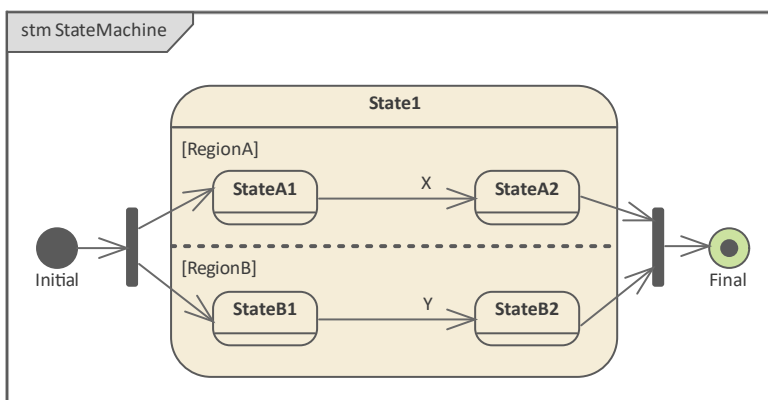 stm StateMachine
State1
[RegionA]
StateA1
X
StateA2
Initial
[RegionB]
StateB1
Y
StateB2
Final